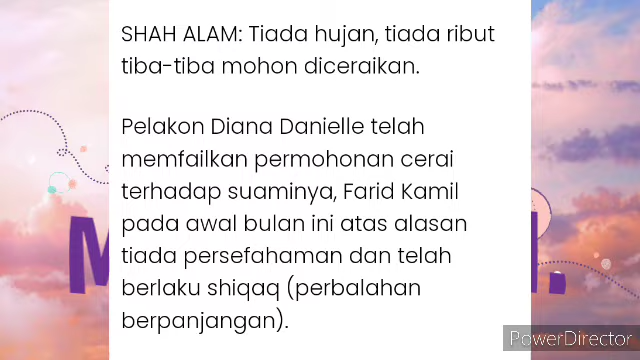 SHAH ALAM: Tiada hujan, tiada ribut
tiba-tiba mohon diceraikan.
Pelakon Diana Danielle telah
memfailkan permohonan cerai
terhadap suaminya, Farid Kamil
pada awal bulan ini atas alasan
tiada persefahaman dan telah
berlaku shiqaq (perbalahan
berpanjangan).
PowerDirector